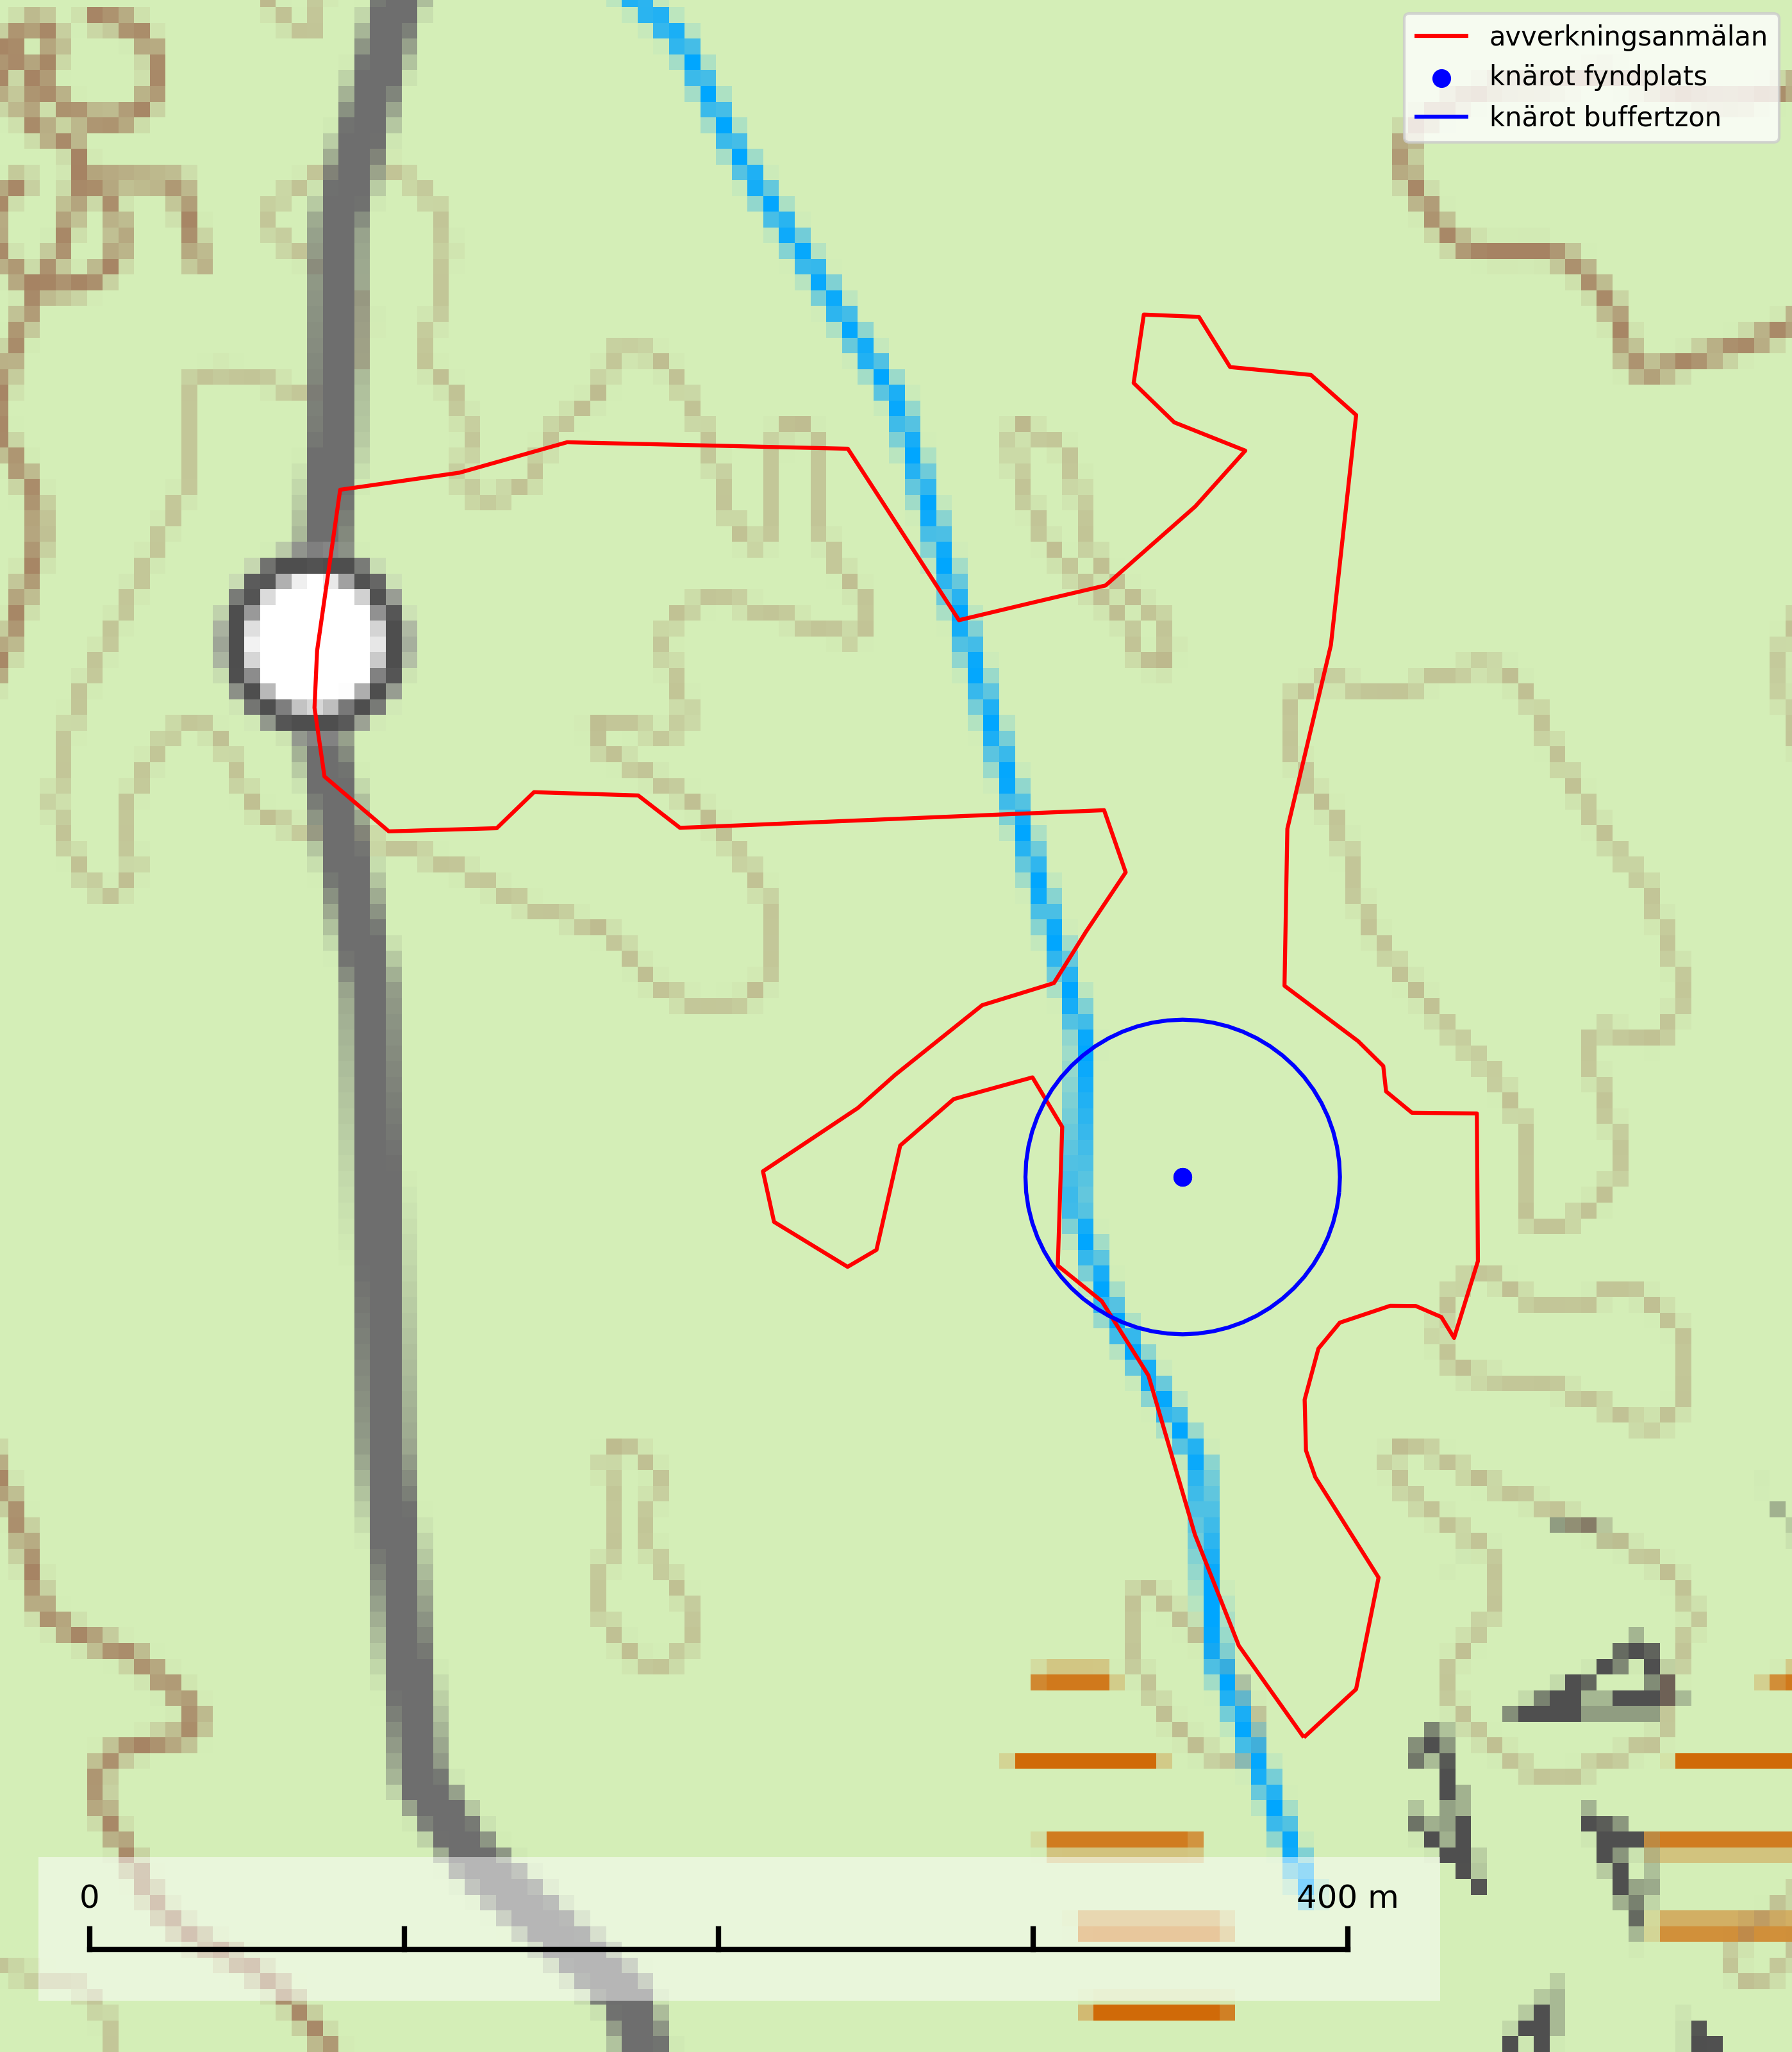 avverkningsanmälan
knärot fyndplats
knärot buffertzon
0 400 m